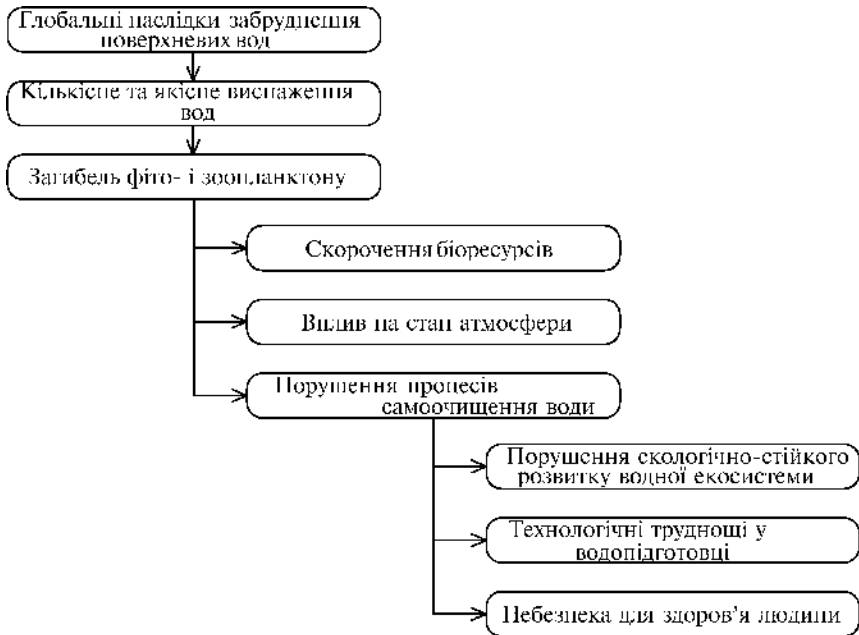 Глобальні наслідки забруднення
поверхневих вод
Кількісне та якісне виснаження
вод
Загибель фіто- і зоопланктону
Скорочення біоресурсів
Вплив на стан атмосфери
Порушення процесів
самоочищення води
Порушення екологічно-стійкого
розвитку водної екосистеми
Технологічні труднощі у
водопідготовці
Небезпека для здоров'я людини